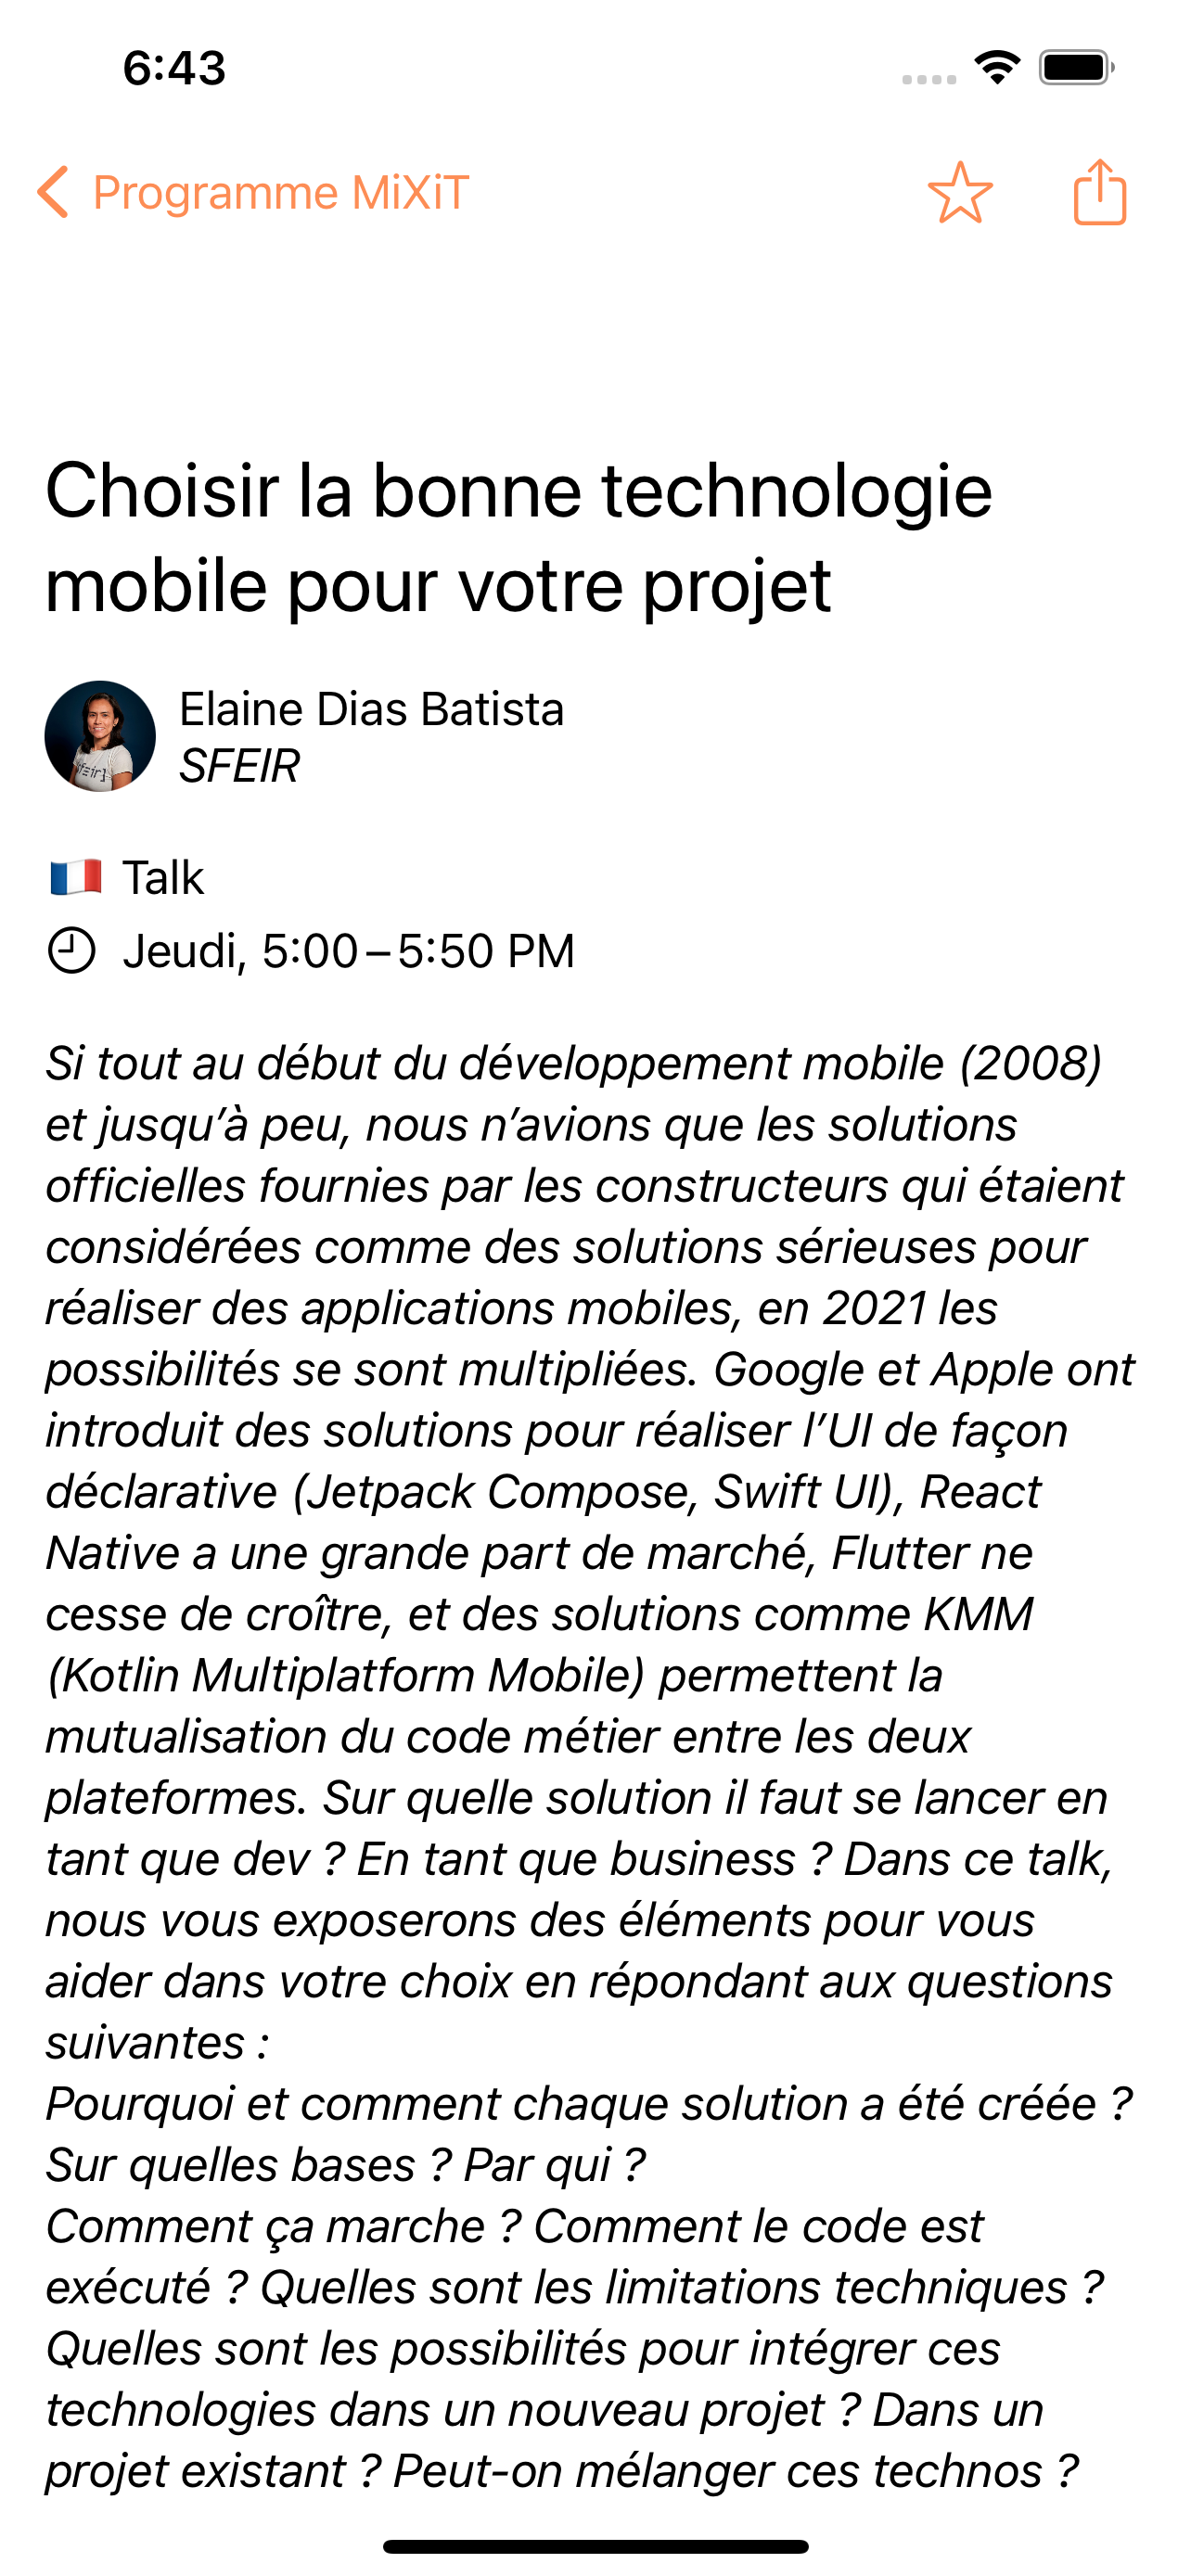 6:43
Programme MiXiT
Choisir la bonne technologie
mobile pour votre projet
Elaine Dias Batista
SFEIR
Talk
Jeudi, 5:00 – 5:50 PM
Si tout au début du développement mobile (2008)
et jusqu’à peu, nous n’avions que les solutions
officielles fournies par les constructeurs qui étaient
considérées comme des solutions sérieuses pour
réaliser des applications mobiles, en 2021 les
possibilités se sont multipliées. Google et Apple ont
introduit des solutions pour réaliser l’UI de façon
déclarative (Jetpack Compose, Swift UI), React
Native a une grande part de marché, Flutter ne
cesse de croître, et des solutions comme KMM
(Kotlin Multiplatform Mobile) permettent la
mutualisation du code métier entre les deux
plateformes. Sur quelle solution il faut se lancer en
tant que dev ? En tant que business ? Dans ce talk,
nous vous exposerons des éléments pour vous
aider dans votre choix en répondant aux questions
suivantes :
Pourquoi et comment chaque solution a été créée ?
Sur quelles bases ? Par qui ?
Comment ça marche ? Comment le code est
exécuté ? Quelles sont les limitations techniques ?
Quelles sont les possibilités pour intégrer ces
technologies dans un nouveau projet ? Dans un
projet existant ? Peut-on mélanger ces technos ?